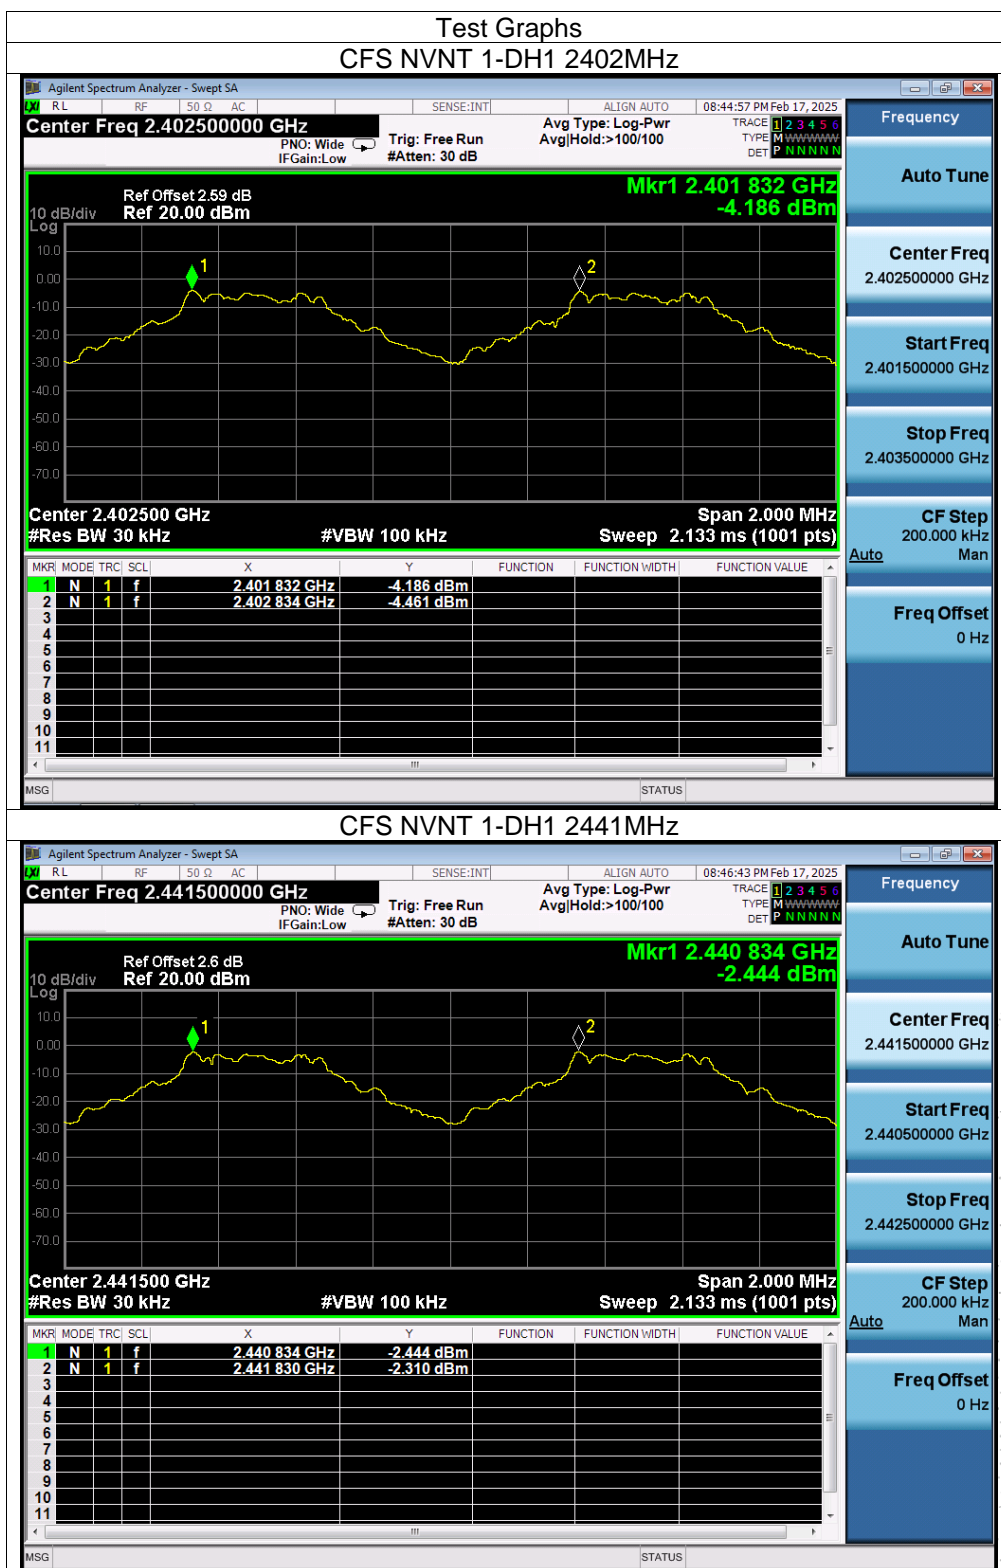 Test Graphs
CFS NVNT 1-DH1 2402MHz
Agilent Spectrum Analyzer - Swept SA
LXI RL RF 50 Ω AC SENSE:INT ALIGN AUTO 08:44:57 PM Feb 17, 2025
Center Freq 2.402500000 GHz Avg Type: Log-Pwr TRACE 1 2 3 4 5 6
PNO: Wide Trig: Free Run Avg|Hold:>100/100 TYPE M WWWWW
IFGain:Low #Atten: 30 dB DET P N N N N N
Frequency
Auto Tune
Center Freq
2.402500000 GHz
Start Freq
2.401500000 GHz
Stop Freq
2.403500000 GHz
CF Step
200.000 kHz
Auto Man
Freq Offset
0 Hz
Mkr1 2.401 832 GHz
-4.186 dBm
Ref Offset 2.59 dB
10 dB/div Ref 20.00 dBm
Log
10.0
0.00
-10.0
-20.0
-30.0
-40.0
-50.0
-60.0
-70.0
1
2
Center 2.402500 GHz Span 2.000 MHz
#Res BW 30 kHz #VBW 100 kHz Sweep 2.133 ms (1001 pts)
MKR MODE TRC SCL X Y FUNCTION FUNCTION WIDTH FUNCTION VALUE
1 N 1 f 2.401 832 GHz -4.186 dBm
2 N 1 f 2.402 834 GHz -4.461 dBm
3
4
5
6
7
8
9
10
11
MSG STATUS
CFS NVNT 1-DH1 2441MHz
Agilent Spectrum Analyzer - Swept SA
LXI RL RF 50 Ω AC SENSE:INT ALIGN AUTO 08:46:43 PM Feb 17, 2025
Center Freq 2.441500000 GHz Avg Type: Log-Pwr TRACE 1 2 3 4 5 6
PNO: Wide Trig: Free Run Avg|Hold:>100/100 TYPE M WWWWW
IFGain:Low #Atten: 30 dB DET P N N N N N
Frequency
Auto Tune
Center Freq
2.441500000 GHz
Start Freq
2.440500000 GHz
Stop Freq
2.442500000 GHz
CF Step
200.000 kHz
Auto Man
Freq Offset
0 Hz
Mkr1 2.440 834 GHz
-2.444 dBm
Ref Offset 2.6 dB
10 dB/div Ref 20.00 dBm
Log
10.0
0.00
-10.0
-20.0
-30.0
-40.0
-50.0
-60.0
-70.0
1
2
Center 2.441500 GHz Span 2.000 MHz
#Res BW 30 kHz #VBW 100 kHz Sweep 2.133 ms (1001 pts)
MKR MODE TRC SCL X Y FUNCTION FUNCTION WIDTH FUNCTION VALUE
1 N 1 f 2.440 834 GHz -2.444 dBm
2 N 1 f 2.441 830 GHz -2.310 dBm
3
4
5
6
7
8
9
10
11
MSG STATUS